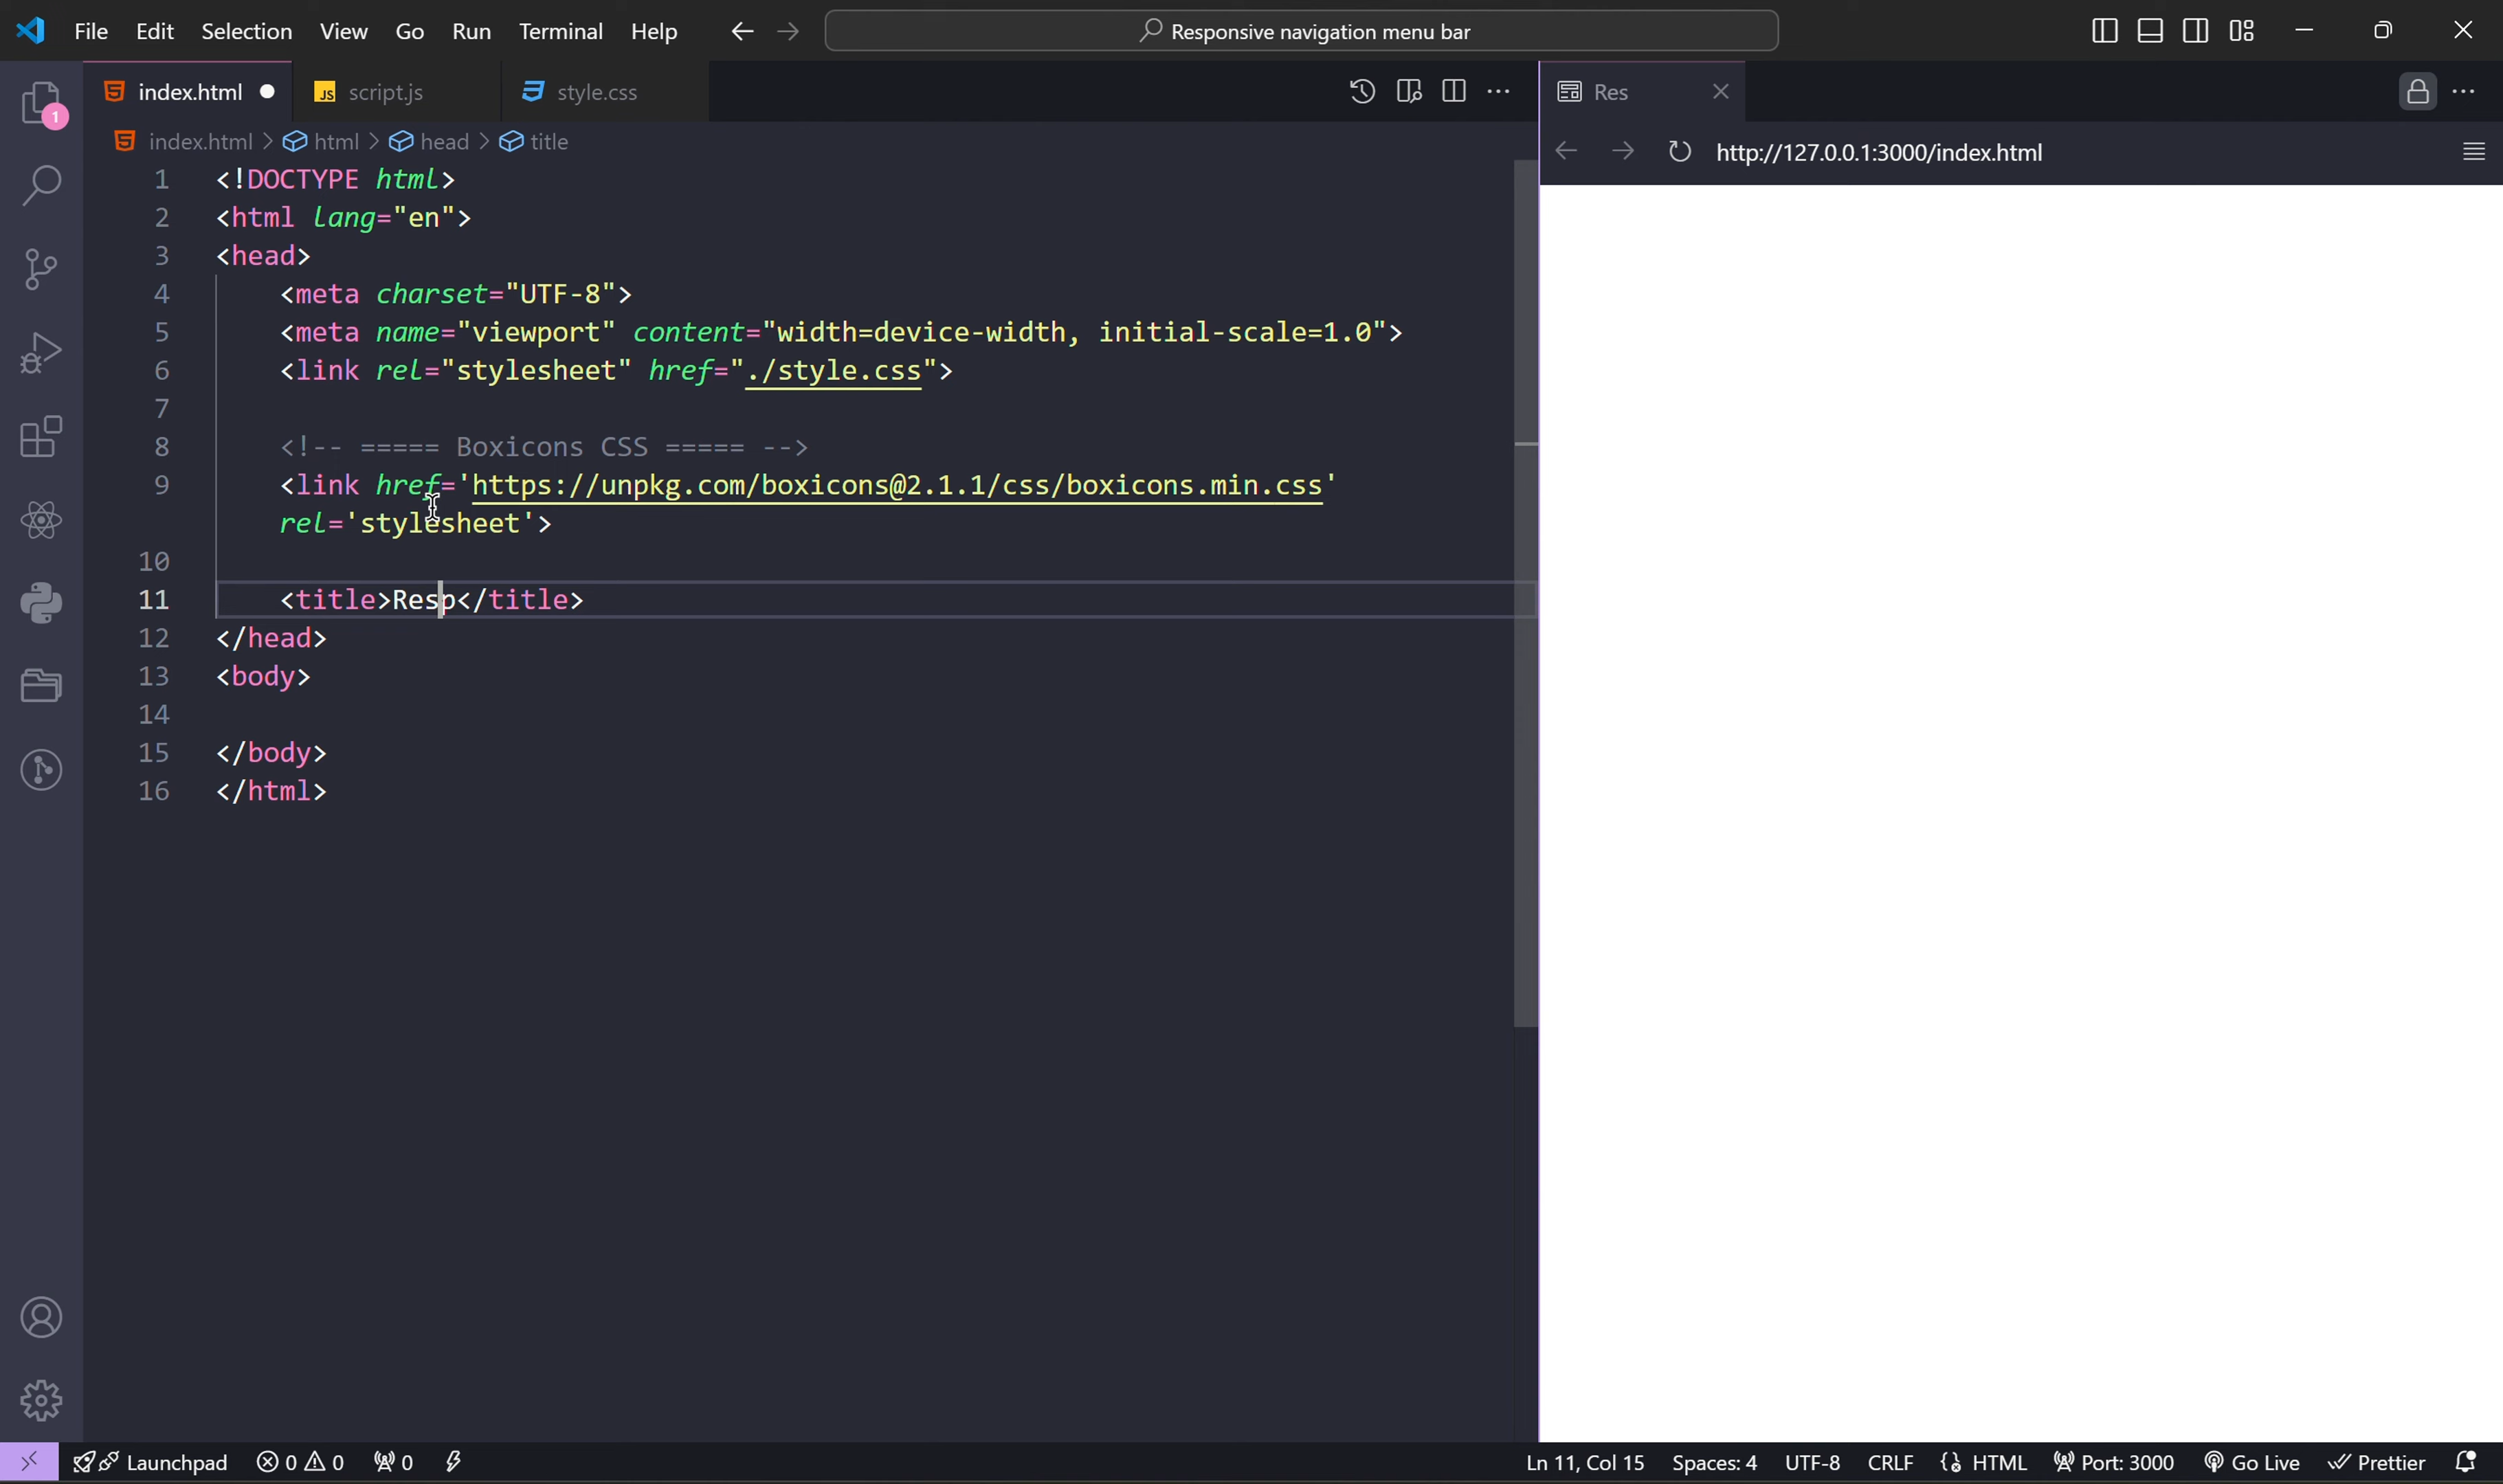 File Edit Selection View Go Run Terminal Help Responsive navigation menu bar
index.html JS script.js style.css Res
index.html > html > head > title http://127.0.0.1:3000/index.html
1 <!DOCTYPE html>
2 <html lang="en">
3 <head>
4 <meta charset="UTF-8">
5 <meta name="viewport" content="width=device-width, initial-scale=1.0">
6 <link rel="stylesheet" href="./style.css">
7
8 <!-- ===== Boxicons CSS ===== -->
9 <link href='https://unpkg.com/boxicons@2.1.1/css/boxicons.min.css'
rel='stylesheet'>
10
11 <title>Resp</title>
12 </head>
13 <body>
14
15 </body>
16 </html>
1
Launchpad 0 0 0 Ln 11, Col 15 Spaces: 4 UTF-8 CRLF HTML Port: 3000 Go Live Prettier